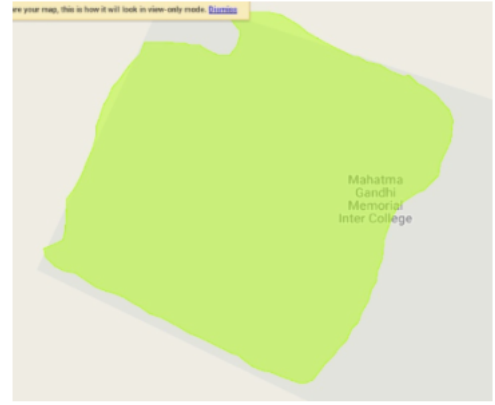 re your map, this is how it will look in view-only mode. Dismiss
Mahatma
Gandhi
Memorial
Inter College